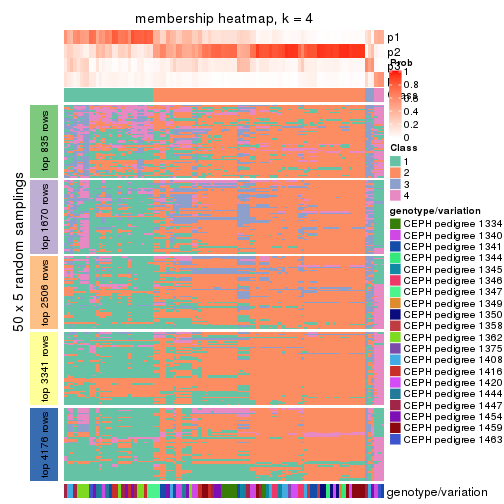 membership heatmap, k = 4
p1
p2
p3
Prob
1
0.8
0.6
0.4
0.2
0
Class
1
2
3
4
genotype/variation
CEPH pedigree 1334
CEPH pedigree 1340
CEPH pedigree 1341
CEPH pedigree 1344
CEPH pedigree 1345
CEPH pedigree 1346
CEPH pedigree 1347
CEPH pedigree 1349
CEPH pedigree 1350
CEPH pedigree 1358
CEPH pedigree 1362
CEPH pedigree 1375
CEPH pedigree 1408
CEPH pedigree 1416
CEPH pedigree 1420
CEPH pedigree 1444
CEPH pedigree 1447
CEPH pedigree 1454
CEPH pedigree 1459
CEPH pedigree 1463
50 x 5 random samplings
top 835 rows
top 1670 rows
top 2506 rows
top 3341 rows
top 4176 rows
genotype/variation